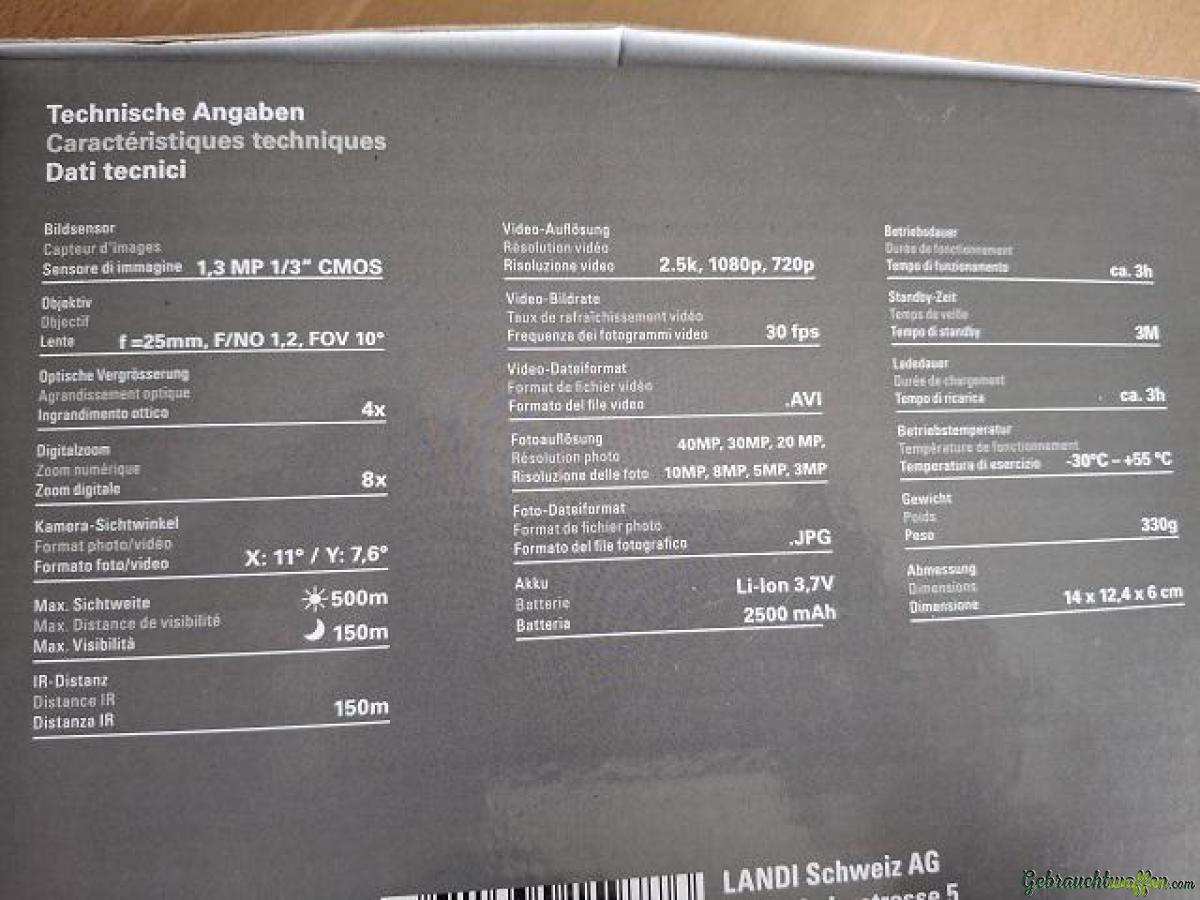 Technische Angaben
Caractéristiques techniques
Dati tecnici
Bildsensor
Capteur d'images
Sensore di immagine 1,3 MP 1/3" CMOS
Objektiv
Objectif
Lente f =25mm, F/NO 1,2, FOV 10°
Optische Vergrösserung
Agrandissement optique
Ingrandimento ottico 4x
Digitalzoom
Zoom numérique
Zoom digitale 8x
Kamera-Sichtwinkel
Format photo/video
Formato foto/video X: 11° / Y: 7,6°
Max. Sichtweite 500m
Max. Distance de visibilité
Max. Visibilità 150m
IR-Distanz
Distance IR
Distanza IR 150m
Video-Auflösung
Résolution vidéo
Risoluzione video 2.5k, 1080p, 720p
Video-Bildrate
Taux de rafraîchissement vidéo
Frequenza dei fotogrammi video 30 fps
Video-Dateiformat
Format de fichier vidéo
Formato del file video .AVI
Fotoauflösung 40MP, 30MP, 20 MP,
Résolution photo
Risoluzione delle foto 10MP, 8MP, 5MP, 3MP
Foto-Dateiformat
Format de fichier photo
Formato del file fotografico .JPG
Akku Li-Ion 3,7V
Batterie
Batteria 2500 mAh
Betriebsdauer
Durée de fonctionnement
Tempo di funzionamento ca. 3h
Standby-Zeit
Temps de veille
Tempo di standby 3M
Ladedauer
Durée de chargement
Tempo di ricarica ca. 3h
Betriebstemperatur
Température de fonctionnement
Temperatura di esercizio -30°C – +55 °C
Gewicht
Poids
Peso 330g
Abmessung
Dimensions
Dimensione 14 x 12,4 x 6 cm
LANDI Schweiz AG
5
Gebrauchtwaffen.com